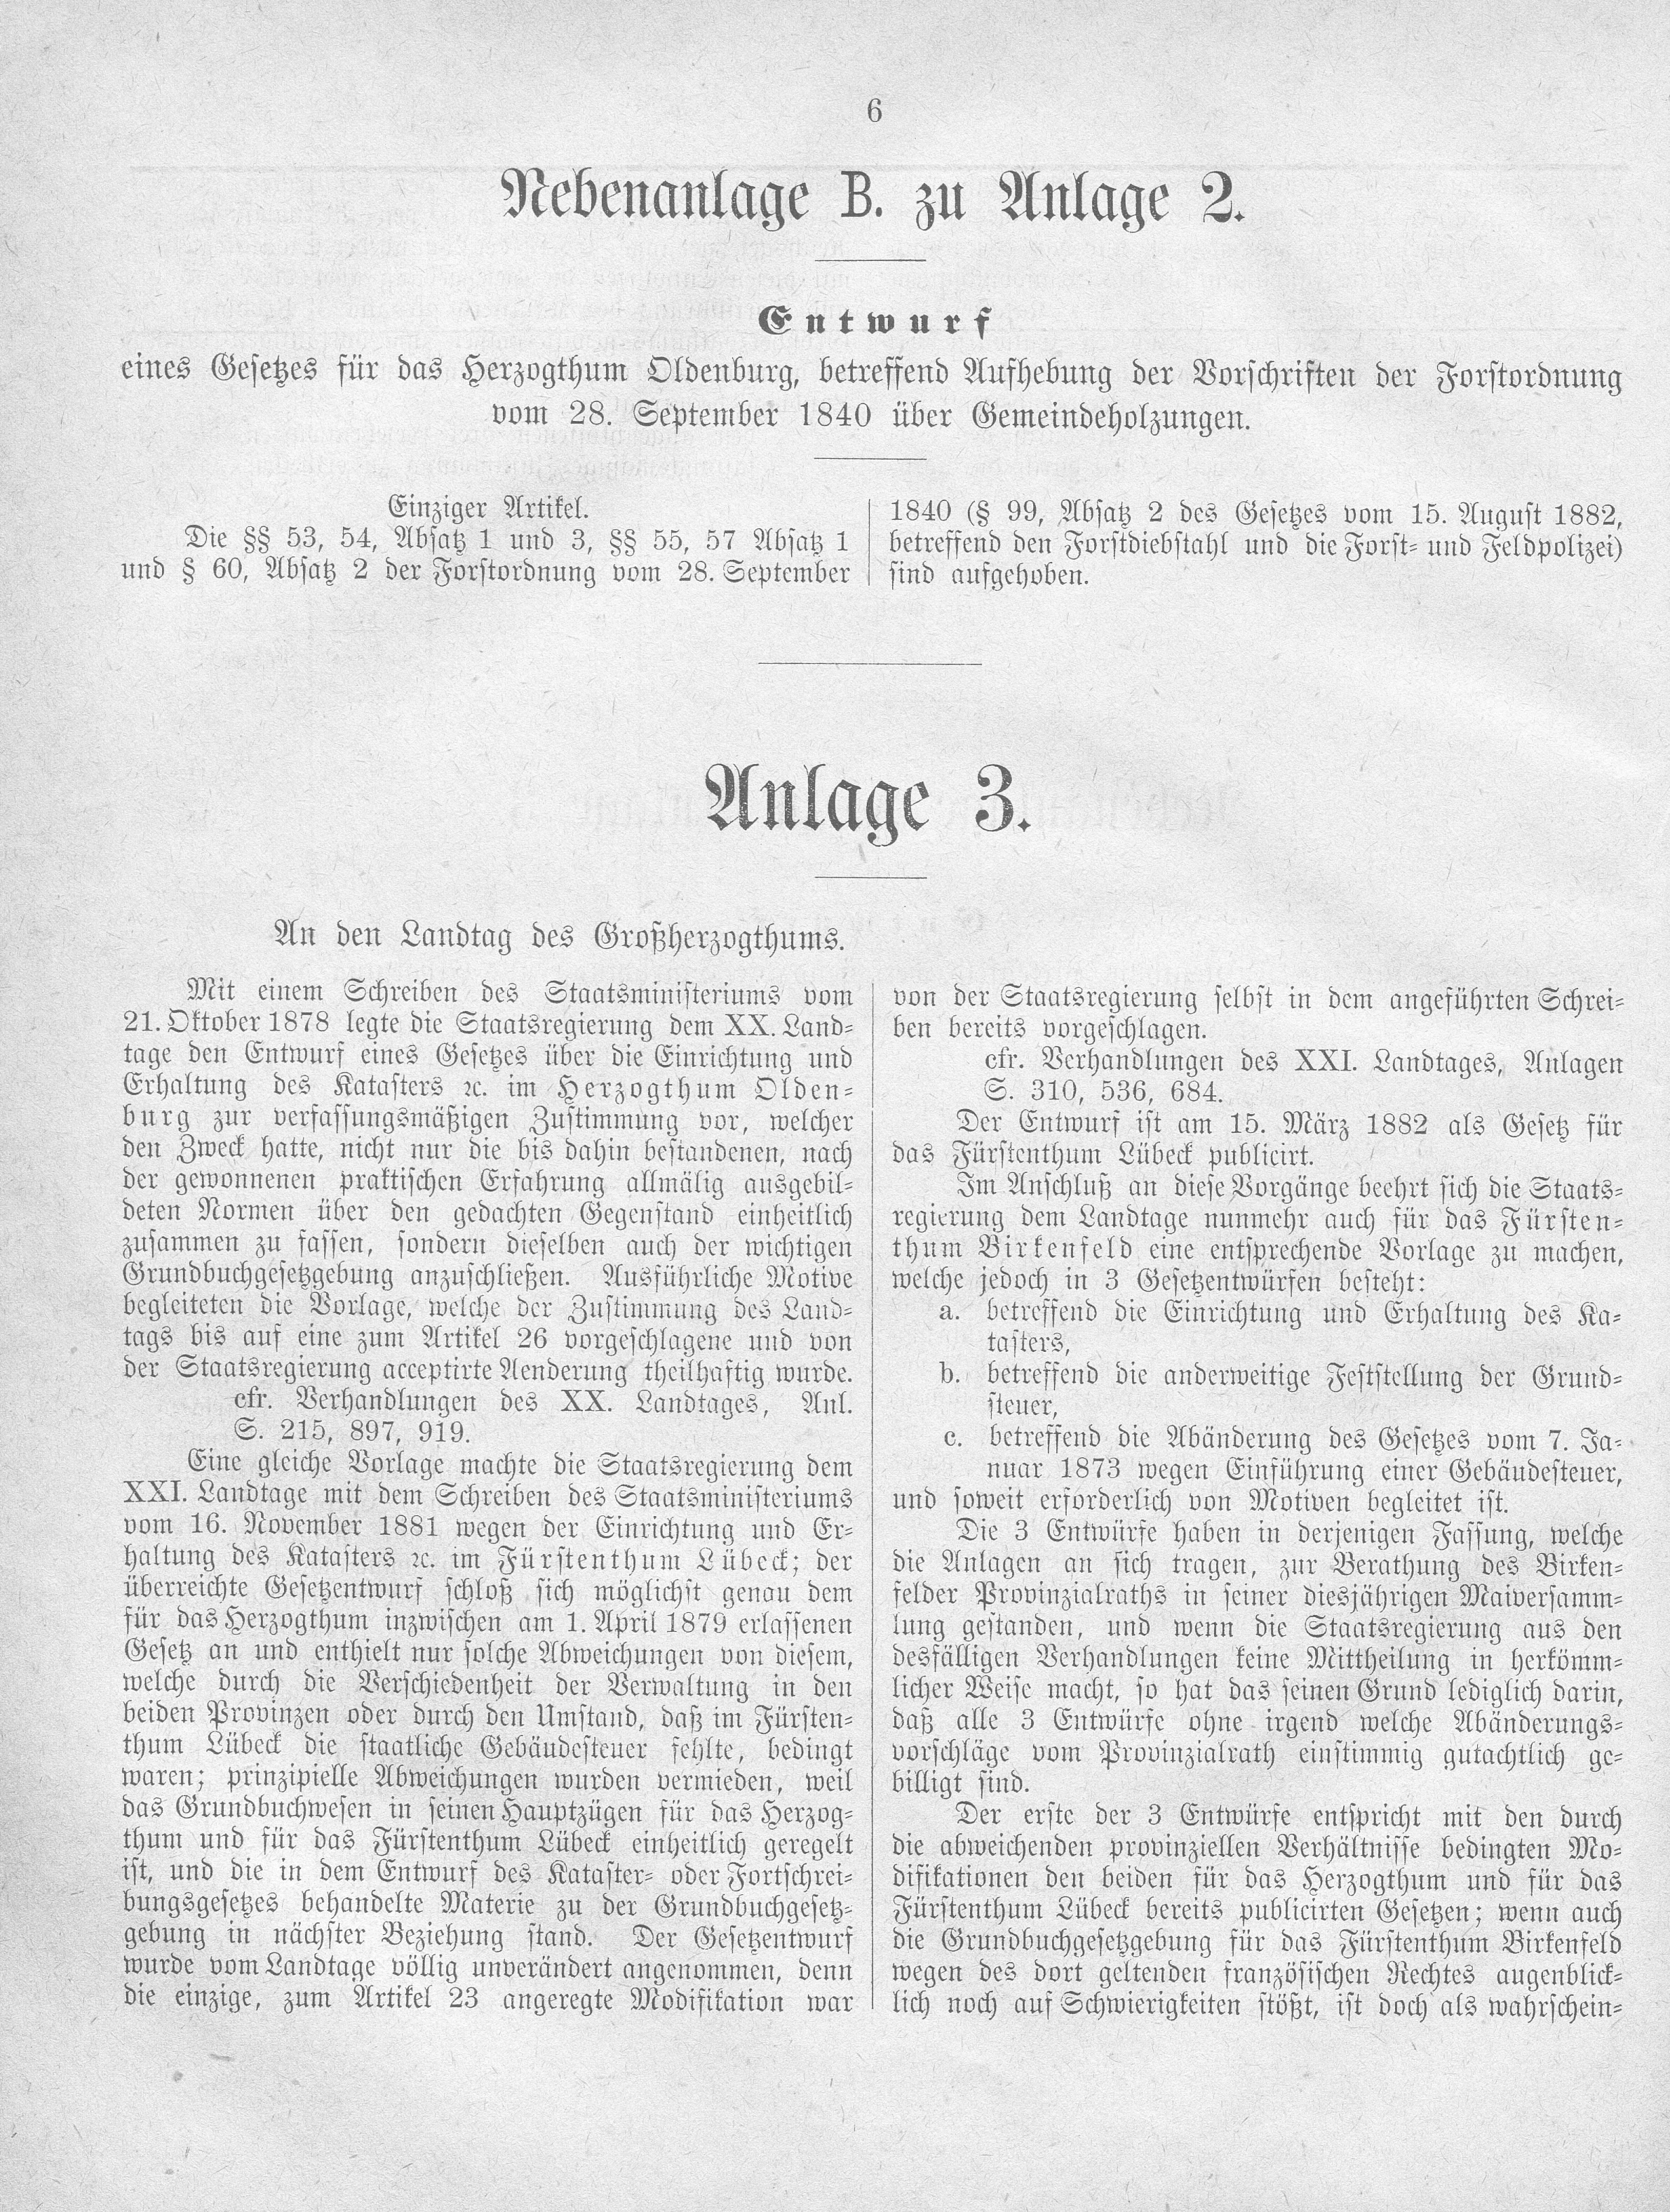 6
Nebenanlage B. zu Anlage 2.
Entwurf
eines Gesetzes für das Herzogthum Oldenburg, betreffend Aufhebung der Vorschriften der Forstordnung
vom 28. September 1840 über Gemeindeholzungen.
Einziger Artikel.
Die §§ 53, 54, Absatz 1 und 3, §§ 55, 57 Absatz 1
und § 60, Absatz 2 der Forstordnung vom 28. September
1840 (§ 99, Absatz 2 des Gesetzes vom 15. August 1882,
betreffend den Forstdiebstahl und die Forst- und Feldpolizei)
sind aufgehoben.
Anlage 3.
An den Landtag des Großherzogthums.
Mit einem Schreiben des Staatsministeriums vom
21. Oktober 1878 legte die Staatsregierung dem XX. Land-
tage den Entwurf eines Gesetzes über die Einrichtung und
Erhaltung des Katasters ꝛc. im Herzogthum Olden-
burg zur verfassungsmäßigen Zustimmung vor, welcher
den Zweck hatte, nicht nur die bis dahin bestandenen, nach
der gewonnenen praktischen Erfahrung allmälig ausgebil-
deten Normen über den gedachten Gegenstand einheitlich
zusammen zu fassen, sondern dieselben auch der wichtigen
Grundbuchgesetzgebung anzuschließen. Ausführliche Motive
begleiteten die Vorlage, welche der Zustimmung des Land-
tags bis auf eine zum Artikel 26 vorgeschlagene und von
der Staatsregierung acceptirte Aenderung theilhaftig wurde.
cfr. Verhandlungen des XX. Landtages, Anl.
S. 215, 897, 919.
Eine gleiche Vorlage machte die Staatsregierung dem
XXI. Landtage mit dem Schreiben des Staatsministeriums
vom 16. November 1881 wegen der Einrichtung und Er-
haltung des Katasters ꝛc. im Fürstenthum Lübeck; der
überreichte Gesetzentwurf schloß sich möglichst genau dem
für das Herzogthum inzwischen am 1. April 1879 erlassenen
Gesetz an und enthielt nur solche Abweichungen von diesem,
welche durch die Verschiedenheit der Verwaltung in den
beiden Provinzen oder durch den Umstand, daß im Fürsten-
thum Lübeck die staatliche Gebäudesteuer fehlte, bedingt
waren; prinzipielle Abweichungen wurden vermieden, weil
das Grundbuchwesen in seinen Hauptzügen für das Herzog-
thum und für das Fürstenthum Lübeck einheitlich geregelt
ist, und die in dem Entwurf des Kataster- oder Fortschrei-
bungsgesetzes behandelte Materie zu der Grundbuchgesetz-
gebung in nächster Beziehung stand. Der Gesetzentwurf
wurde vom Landtage völlig unverändert angenommen, denn
die einzige, zum Artikel 23 angeregte Modifikation war
von der Staatsregierung selbst in dem angeführten Schrei-
ben bereits vorgeschlagen.
cfr. Verhandlungen des XXI. Landtages, Anlagen
S. 310, 536, 684.
Der Entwurf ist am 15. März 1882 als Gesetz für
das Fürstenthum Lübeck publicirt.
Im Anschluß an diese Vorgänge beehrt sich die Staats-
regierung dem Landtage nunmehr auch für das Fürsten-
thum Birkenfeld eine entsprechende Vorlage zu machen,
welche jedoch in 3 Gesetzentwürfen besteht:
a. betreffend die Einrichtung und Erhaltung des Ka-
tasters,
b. betreffend die anderweitige Feststellung der Grund-
steuer,
c. betreffend die Abänderung des Gesetzes vom 7. Ja-
nuar 1873 wegen Einführung einer Gebäudesteuer,
und soweit erforderlich von Motiven begleitet ist.
Die 3 Entwürfe haben in derjenigen Fassung, welche
die Anlagen an sich tragen, zur Berathung des Birken-
felder Provinzialraths in seiner diesjährigen Maiversamm-
lung gestanden, und wenn die Staatsregierung aus den
desfälligen Verhandlungen keine Mittheilung in herkömm-
licher Weise macht, so hat das seinen Grund lediglich darin,
daß alle 3 Entwürfe ohne irgend welche Abänderungs-
vorschläge vom Provinzialrath einstimmig gutachtlich ge-
billigt sind.
Der erste der 3 Entwürfe entspricht mit den durch
die abweichenden provinziellen Verhältnisse bedingten Mo-
difikationen den beiden für das Herzogthum und für das
Fürstenthum Lübeck bereits publicirten Gesetzen; wenn auch
die Grundbuchgesetzgebung für das Fürstenthum Birkenfeld
wegen des dort geltenden französischen Rechtes augenblick-
lich noch auf Schwierigkeiten stößt, ist doch als wahrschein-